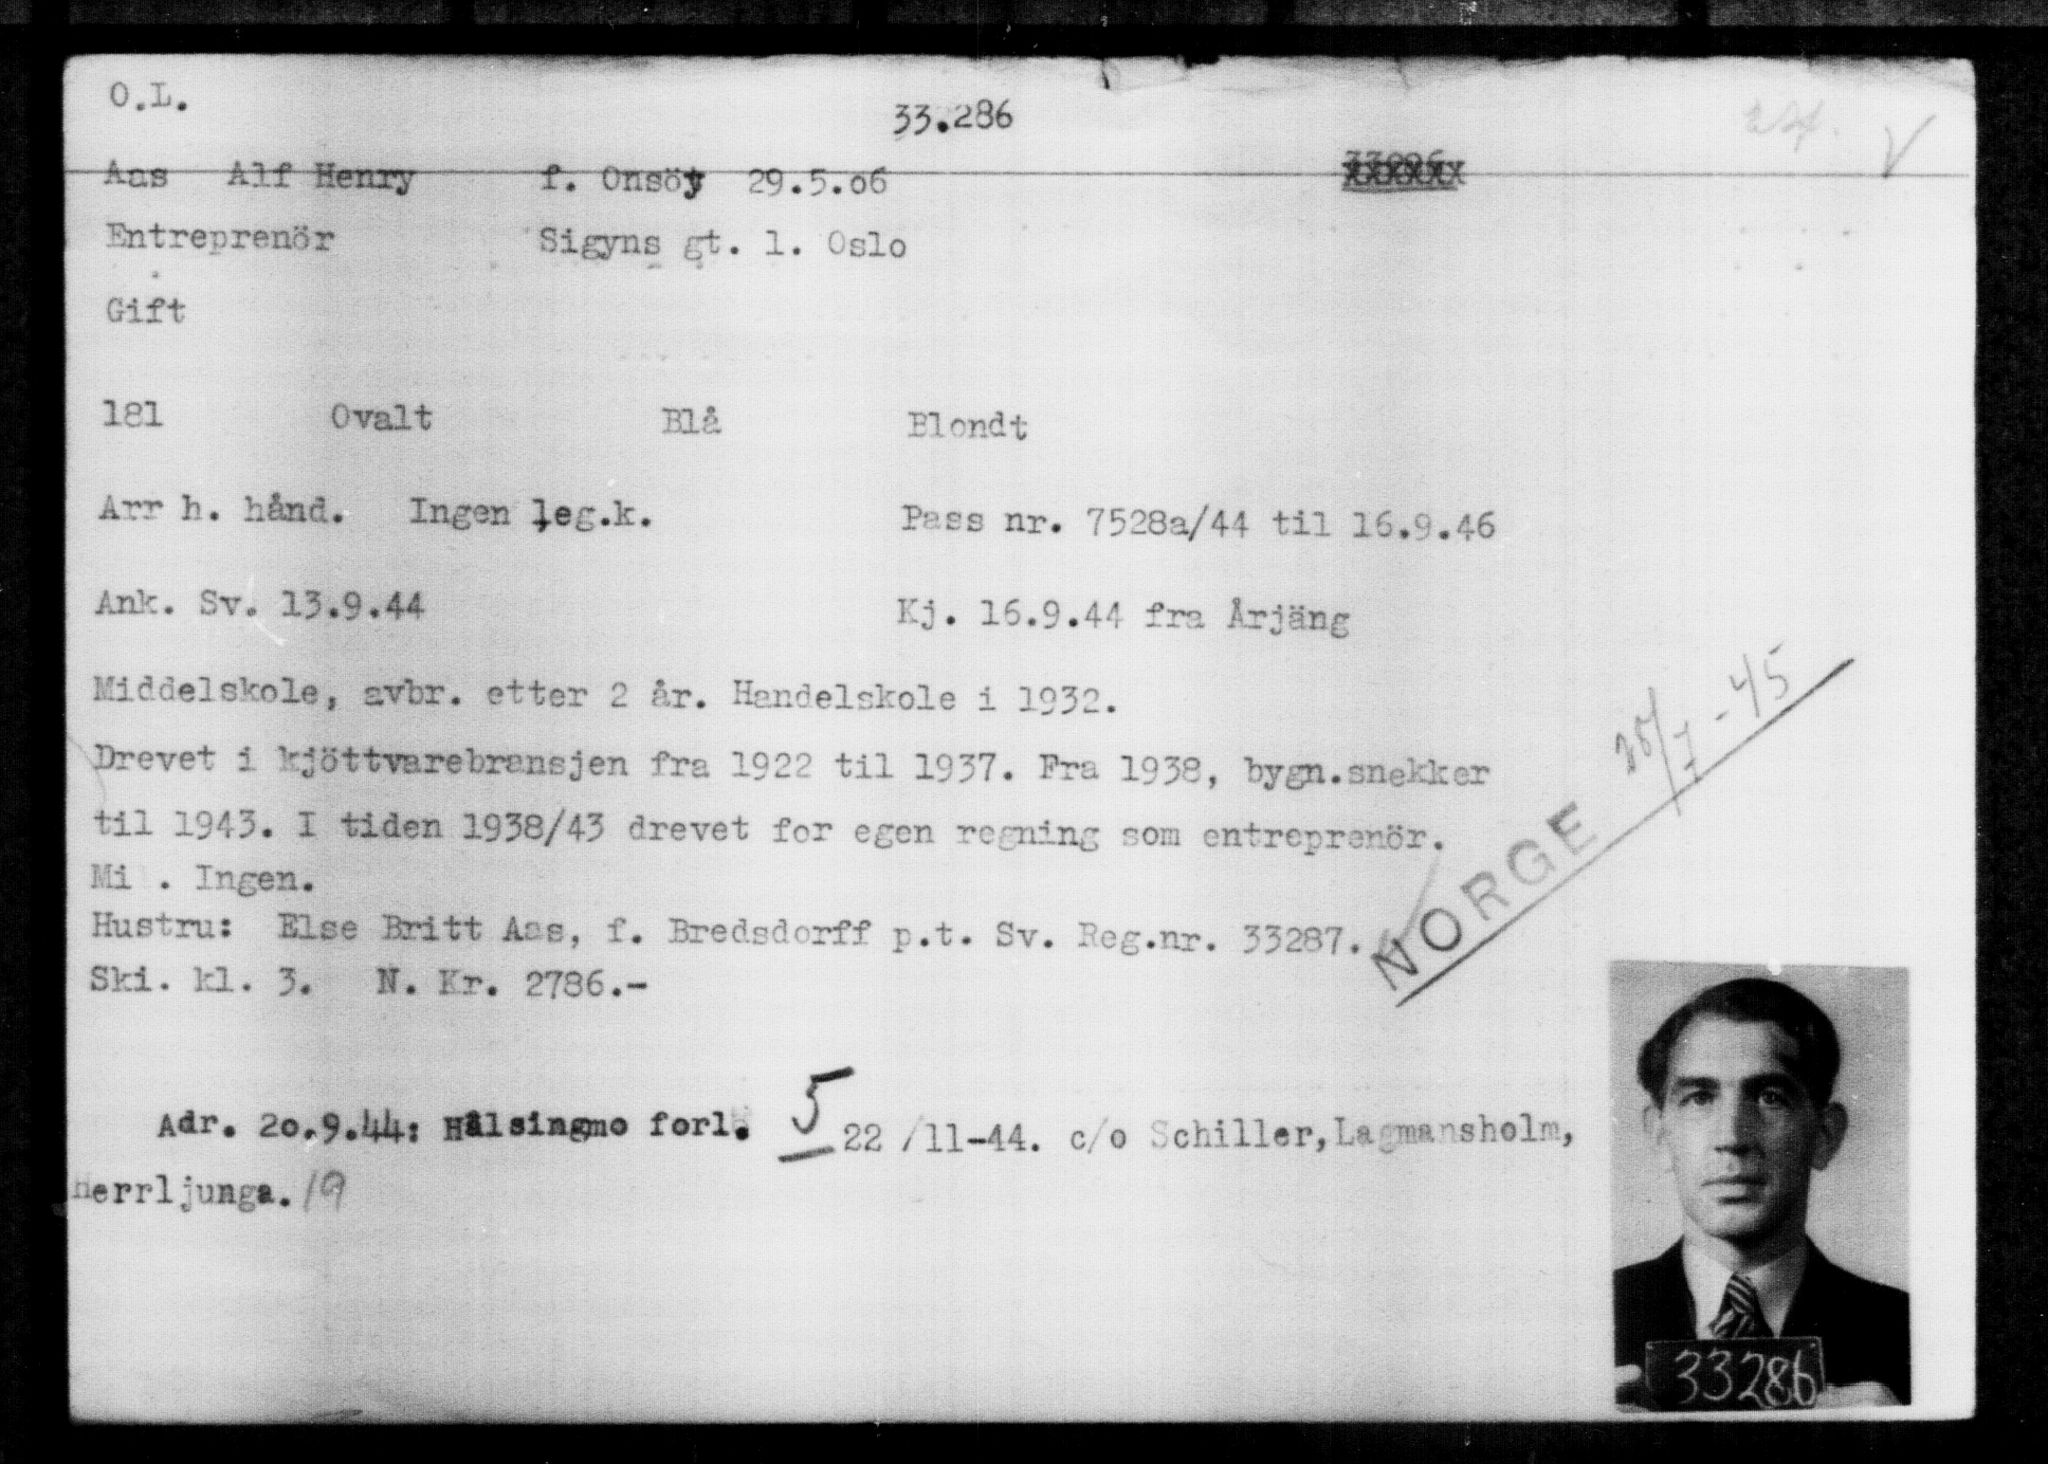 O.L.
33.286
Aas Alf Henry f. Onsöy 29.5.06
Entreprenör Sigyns gt. 1. Oslo
Gift
181 Ovalt Blå Blondt
Arr h. hånd. Ingen leg.k. Pass nr. 7528a/44 til 16.9.46
Ank. Sv. 13.9.44 Kj. 16.9.44 fra Årjäng
Middelskole, avbr. etter 2 år. Handelskole i 1932.
Drevet i kjöttvarebransjen fra 1922 til 1937. Fra 1938, bygn.snekker
til 1943. I tiden 1938/43 drevet for egen regning som entreprenör.
Mi . Ingen.
Hustru: Else Britt Aas, f. Bredsdorff p.t. Sv. Reg.nr. 33287.
Ski. kl. 3. N. Kr. 2786.-
NORGE
Adr. 20.9.44: Hälsingmo forl. 5 22 /11-44. c/o Schiller, Lagmansholm,
Herrljunga. /9
33286